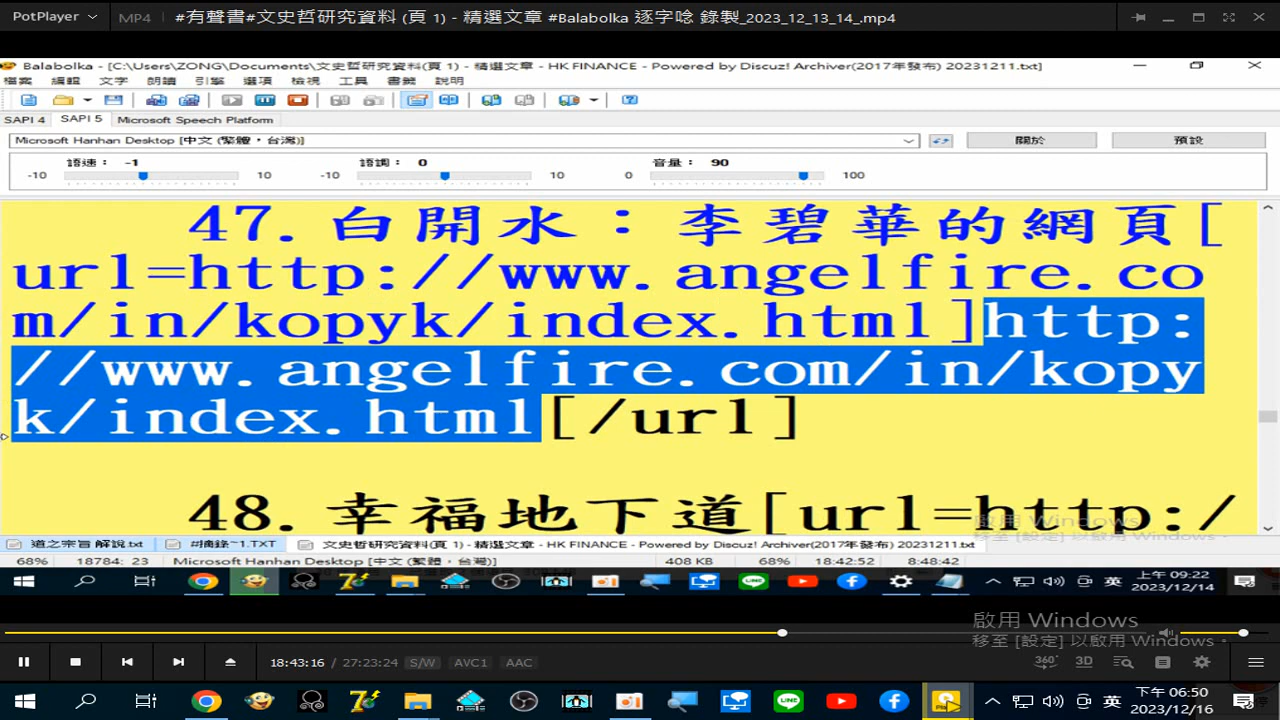 PotPlayer MP4 #有聲書#文史哲研究資料 (頁 1) - 精選文章 #Balabolka 逐字唸 錄製_2023_12_13_14_.mp4
Balabolka - [C:\Users\ZONG\Documents\文史哲研究資料(頁 1) - 精選文章 - HK FINANCE - Powered by Discuz! Archiver(2017年發布) 20231211.txt]
檔案 編輯 文字 朗讀 引擎 選項 檢視 工具 書籤 說明
SAPI 4 SAPI 5 Microsoft Speech Platform
Microsoft Hanhan Desktop [中文 (繁體，台灣)] 關於 預設
語速： -1 語調： 0 音量： 90
-10 10 -10 10 0 100
47. 白開水：李碧華的網頁[
url=http://www.angelfire.co
m/in/kopyk/index.html]http:
//www.angelfire.com/in/kopy
k/index.html[/url]
48. 幸福地下道[url=http:/
啟用 Windows
移至 [設定] 以啟用 Windows。
道之宗旨 解說.txt #摘錄~1.TXT 文史哲研究資料(頁 1) - 精選文章 - HK FINANCE - Powered by Discuz! Archiver(2017年發布) 20231211.txt
68% 18784: 23 Microsoft Hanhan Desktop [中文 (繁體，台灣)] 408 KB 68% 18:42:52 8:48:42
英 上午 09:22
2023/12/14
啟用 Windows
移至 [設定] 以啟用 Windows。
18:43:16 / 27:23:24 S/W AVC1 AAC 360° 3D
英 下午 06:50
2023/12/16